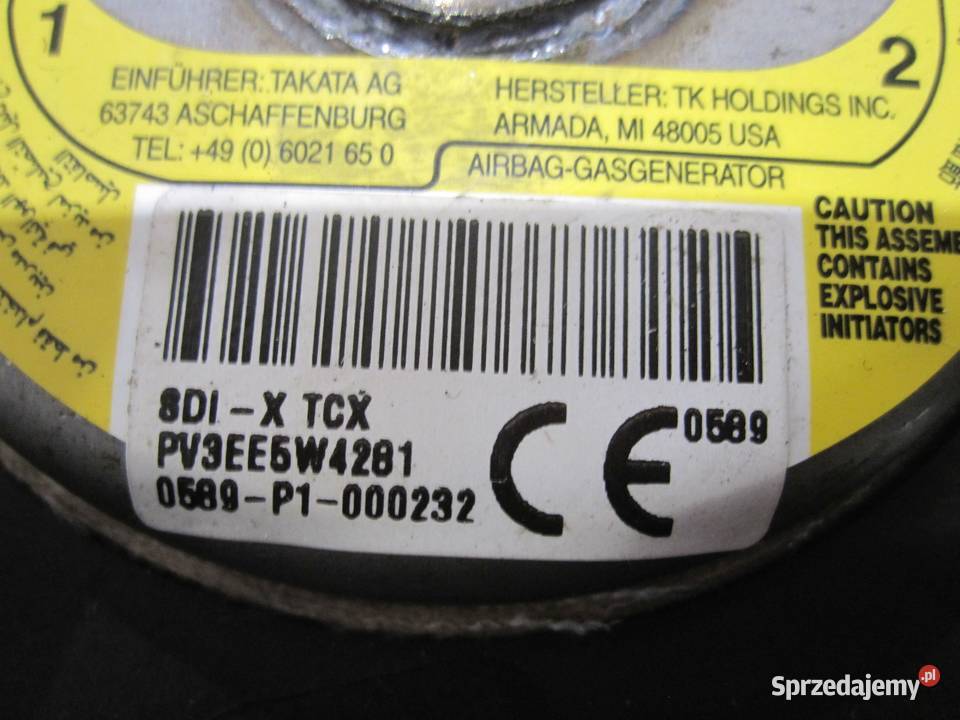 1
2
EINFÜHRER: TAKATA AG
63743 ASCHAFFENBURG
TEL: +49 (0) 6021 65 0
HERSTELLER: TK HOLDINGS INC.
ARMADA, MI 48005 USA
AIRBAG-GASGENERATOR
CAUTION
THIS ASSEM
CONTAINS
EXPLOSIVE
INITIATORS
SDI-X TCX
PV3EE5W4281
0589-P1-000232
CE 0589
Sprzedajemy.pl